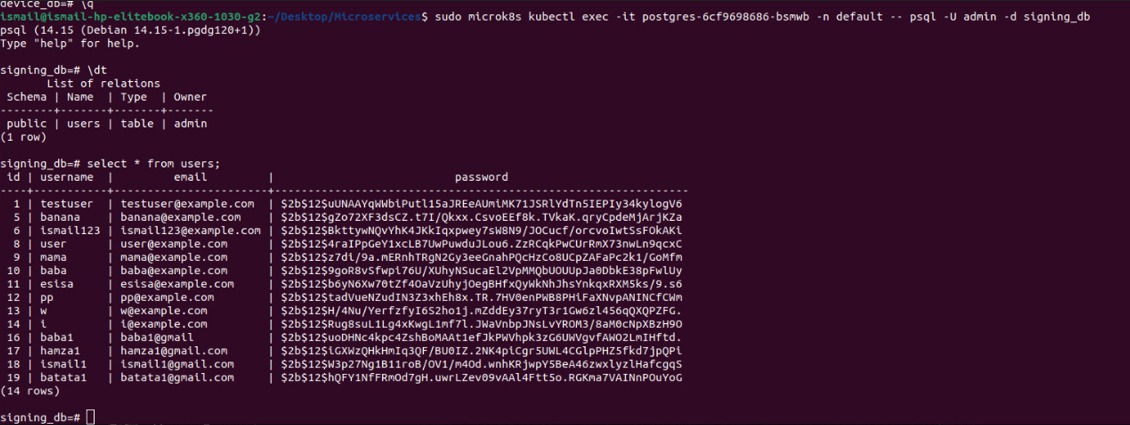 device_db=# \q
ismail@ismail-hp-elitebook-x360-1030-g2:~/Desktop/Microservices$ sudo microk8s kubectl exec -it postgres-6cf9698686-bsmwb -n default -- psql -U admin -d signing_db
psql (14.15 (Debian 14.15-1.pgdg120+1))
Type "help" for help.
signing_db=# \dt
List of relations
Schema | Name | Type | Owner
--------+-------+-------+-------
public | users | table | admin
(1 row)
signing_db=# select * from users;
id | username | email | password
----+-----------+----------------------+--------------------------------------------------------------
1 | testuser | testuser@example.com | $2b$12$uUNAAYqWWbiPutl15aJREeAUmiMK71JSRlYdTn5IEPIy34kylogV6
5 | banana | banana@example.com | $2b$12$gZo72XF3dsCZ.t7I/Qkxx.CsvoEEf8k.TVkaK.qryCpdeMjArjKZa
6 | ismail123 | ismail123@example.com | $2b$12$BkttywNQvYhK4JKkIqxpwey7sW8N9/JOCucf/orcvoIwtSsFOkAKi
8 | user | user@example.com | $2b$12$4raIPpGeY1xcLB7UwPuwduJLou6.ZzRCqkPwCUrRmX73nwLn9qcxC
9 | mama | mama@example.com | $2b$12$z7di/9a.mERnhTRgN2Gy3eeGnahPQcHzCo8UCpZAFaPc2k1/GoMfm
10 | baba | baba@example.com | $2b$12$9goR8vSfwpi76U/XUhyNSucaEl2VpMMQbUOUUpJa0DbkE38pFwlUy
11 | esisa | esisa@example.com | $2b$12$b6yN6Xw70tZf4OaVzUhyjOegBHfxQyWkNhJhsYnkqxRXM5ks/9.s6
12 | pp | pp@example.com | $2b$12$tadVueNZudIN3Z3xhEh8x.TR.7HV0enPWB8PHiFaXNvpANINCfCWm
13 | w | w@example.com | $2b$12$H/4Nu/YerfzfyI6S2ho1j.mZddEy37ryT3r1Gw6zl456qQXQPZFG.
14 | i | i@example.com | $2b$12$Rug8suL1Lg4xKwgL1mf7l.JWaVnbpJNsLvYROM3/8aM0cNpXBzH9O
16 | baba1 | baba1@gmail | $2b$12$uoDHNc4kpc4ZshBoMAAt1efJkPWVhpk3zG6UWVgvfAWO2LmIHftd.
17 | hamza1 | hamza1@gmail.com | $2b$12$iGXWzQHkHmIq3QF/BU0IZ.2NK4piCgr5UWL4CGlpPHZ5fkd7jpQPi
18 | ismail1 | ismail1@gmail.com | $2b$12$W3p27Ng1B11roB/OV1/m4Od.wnhKRjwpY5BeA46zwxlyzlHafcgqS
19 | batata1 | batata1@gmail.com | $2b$12$hQFY1NfFRmOd7gH.uwrLZev09vAAl4Ftt5o.RGKma7VAINnPOuYoG
(14 rows)
signing_db=#